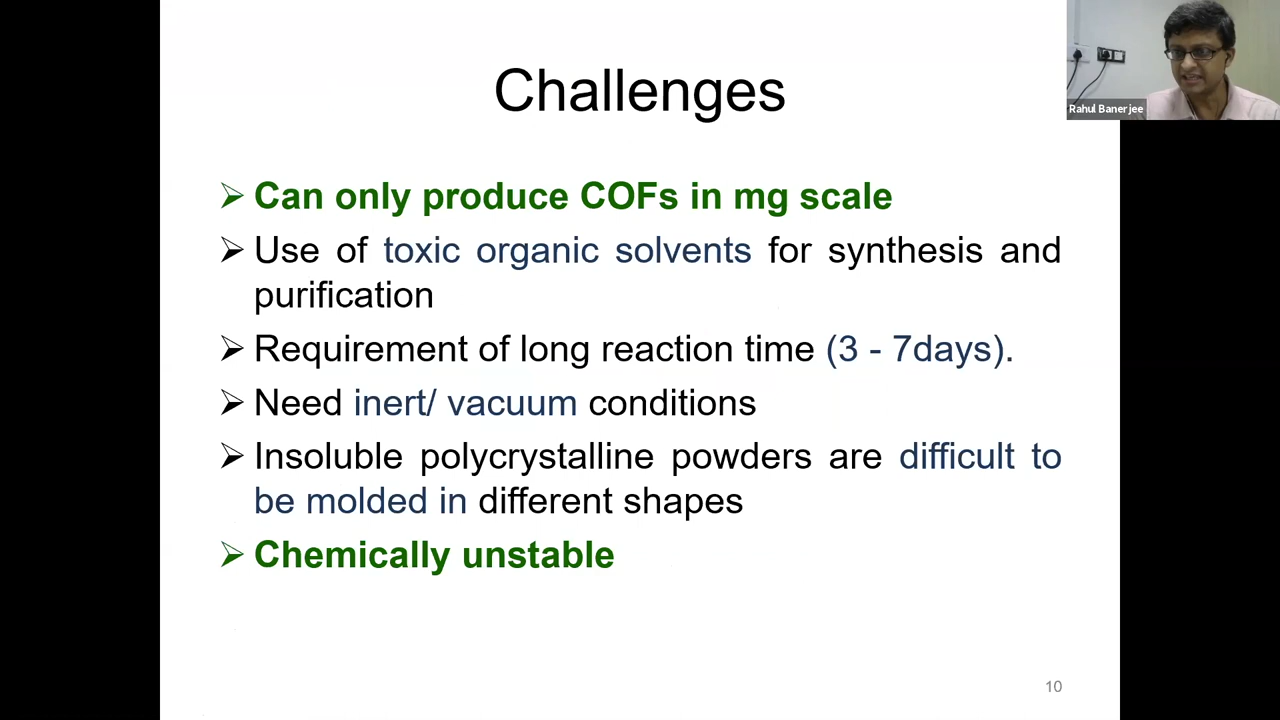 Challenges
Rahul Banerjee
➢ Can only produce COFs in mg scale
➢ Use of toxic organic solvents for synthesis and
purification
➢ Requirement of long reaction time (3 - 7days).
➢ Need inert/ vacuum conditions
➢ Insoluble polycrystalline powders are difficult to
be molded in different shapes
➢ Chemically unstable
10